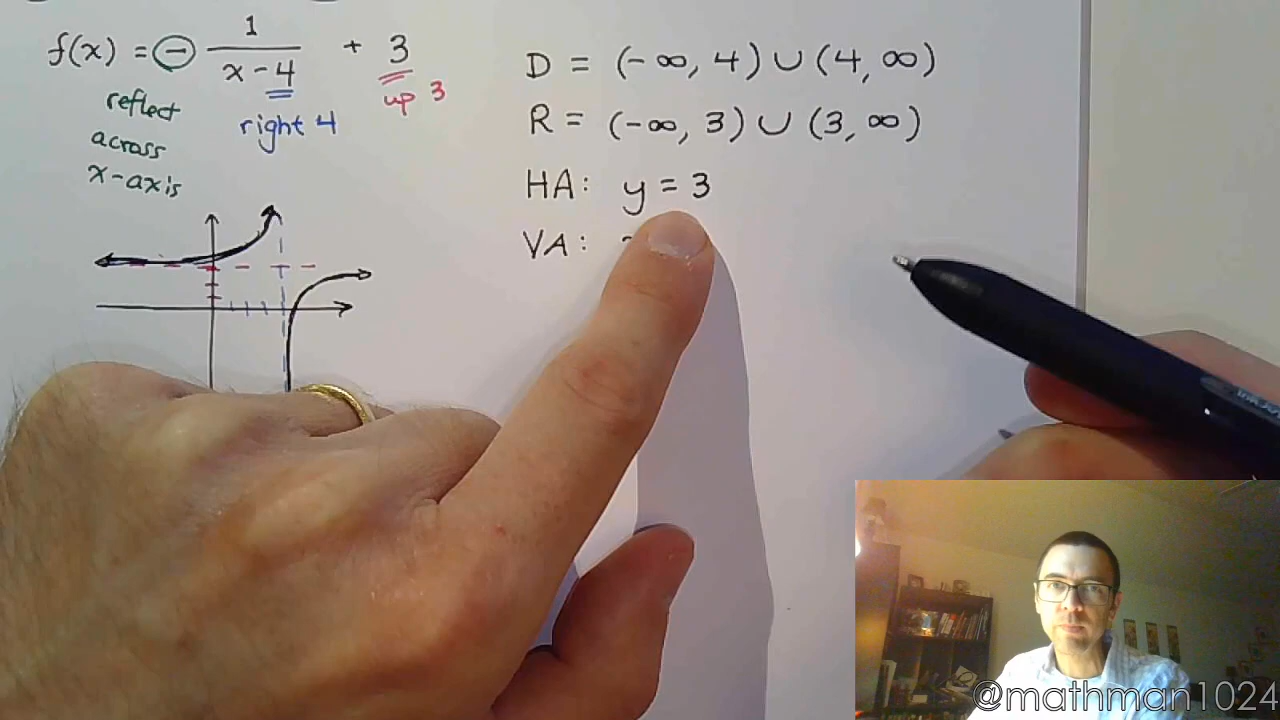 f(x) = - 1/(x - 4) + 3
reflect
across
x-axis
right 4
up 3
D = (-∞, 4) ∪ (4, ∞)
R = (-∞, 3) ∪ (3, ∞)
HA: y = 3
VA:
@mathman1024